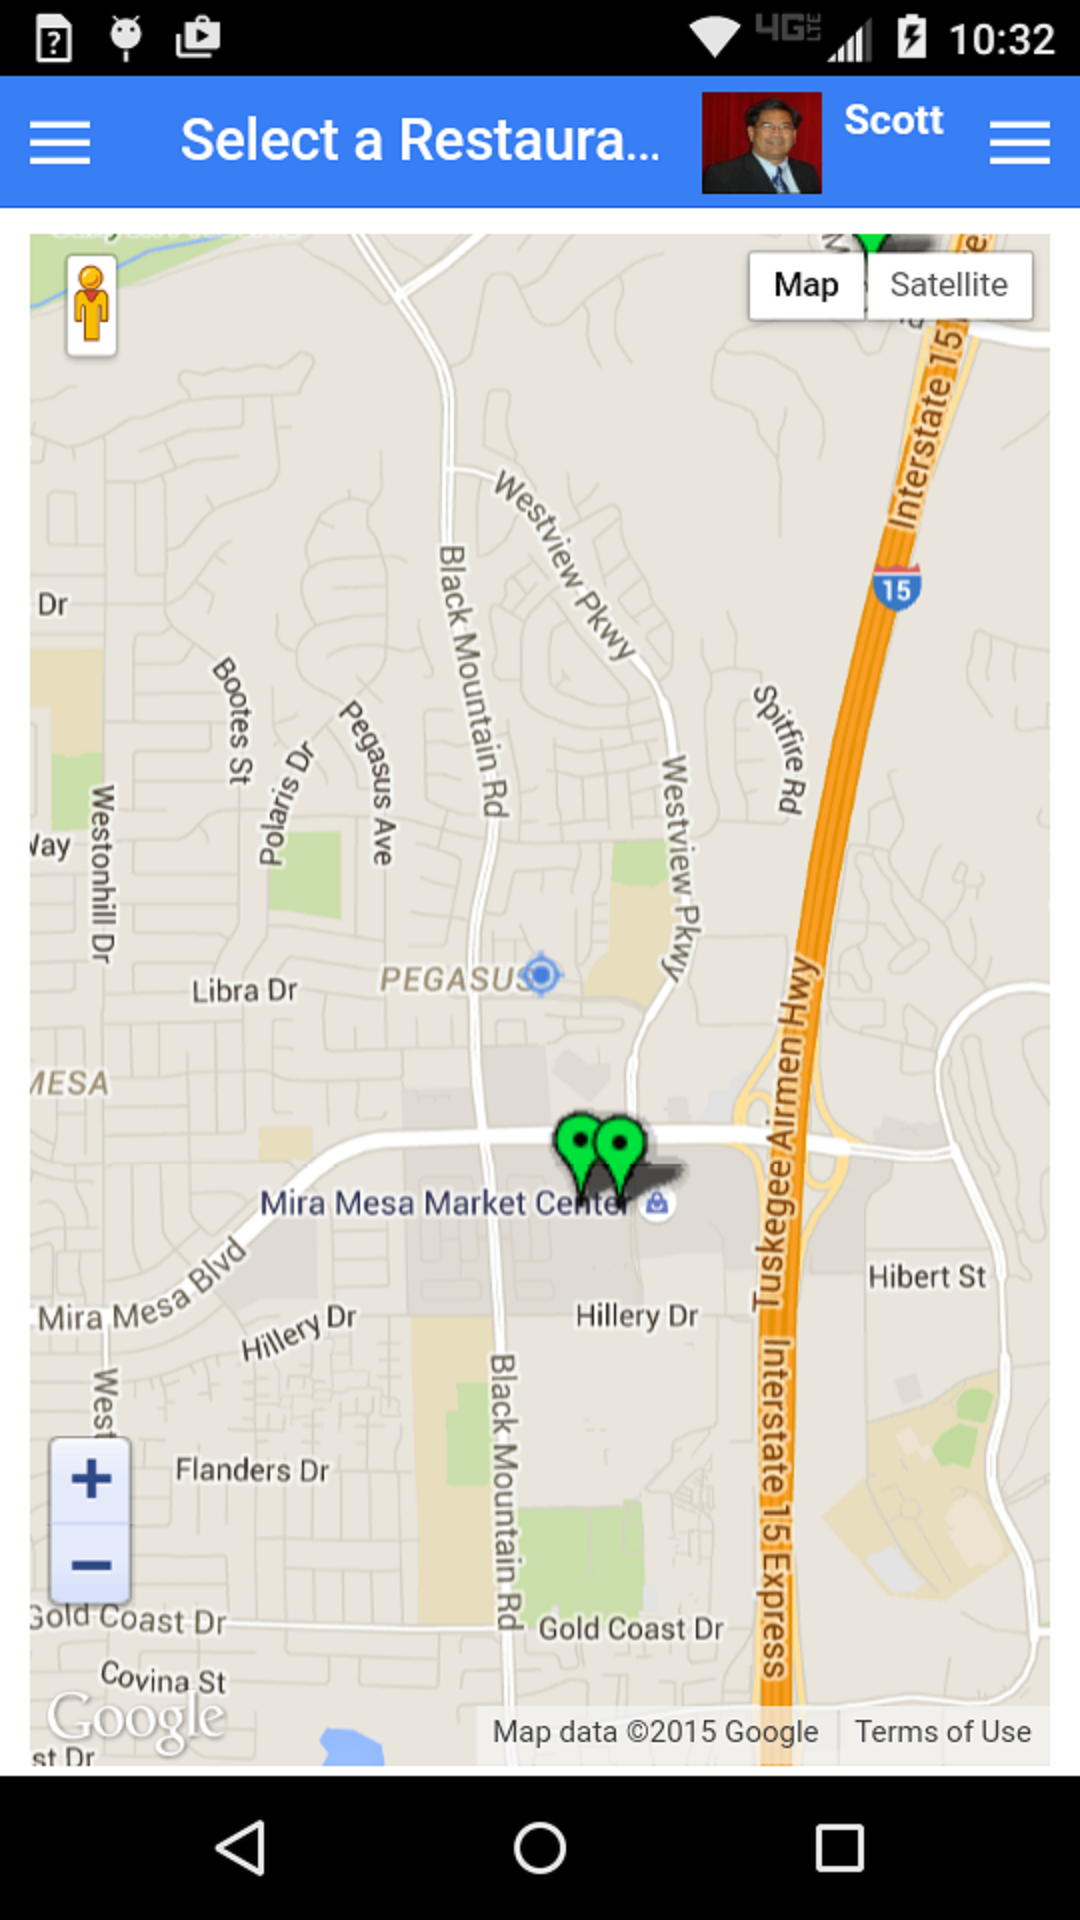 4G LTE 10:32
Select a Restaura... Scott
Map Satellite
Interstate 15
15
Westview Pkwy
Black Mountain Rd
Dr
Bootes St
Polaris Dr
Pegasus Ave
Spitfire Rd
Westview Pkwy
Westonhill Dr
Way
PEGASUS
Libra Dr
MESA
Tuskegee Airmen Hwy
Mira Mesa Market Center
Mira Mesa Blvd
Hibert St
Hillery Dr
Hillery Dr
West
Black Mountain Rd
Interstate 15 Express
Flanders Dr
+
−
Gold Coast Dr
Gold Coast Dr
Covina St
Google
st Dr
Map data ©2015 Google Terms of Use